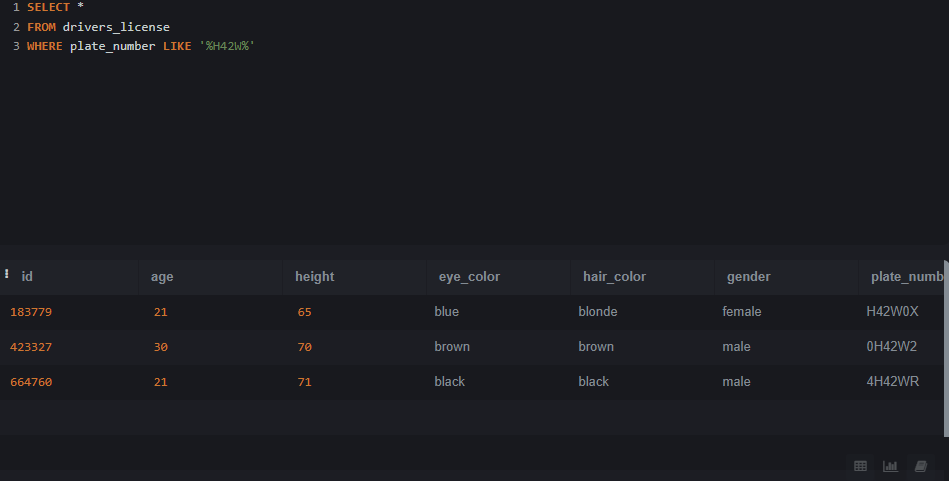 1 SELECT *
2 FROM drivers_license
3 WHERE plate_number LIKE '%H42W%'
id age height eye_color hair_color gender plate_numb
183779 21 65 blue blonde female H42W0X
423327 30 70 brown brown male 0H42W2
664760 21 71 black black male 4H42WR